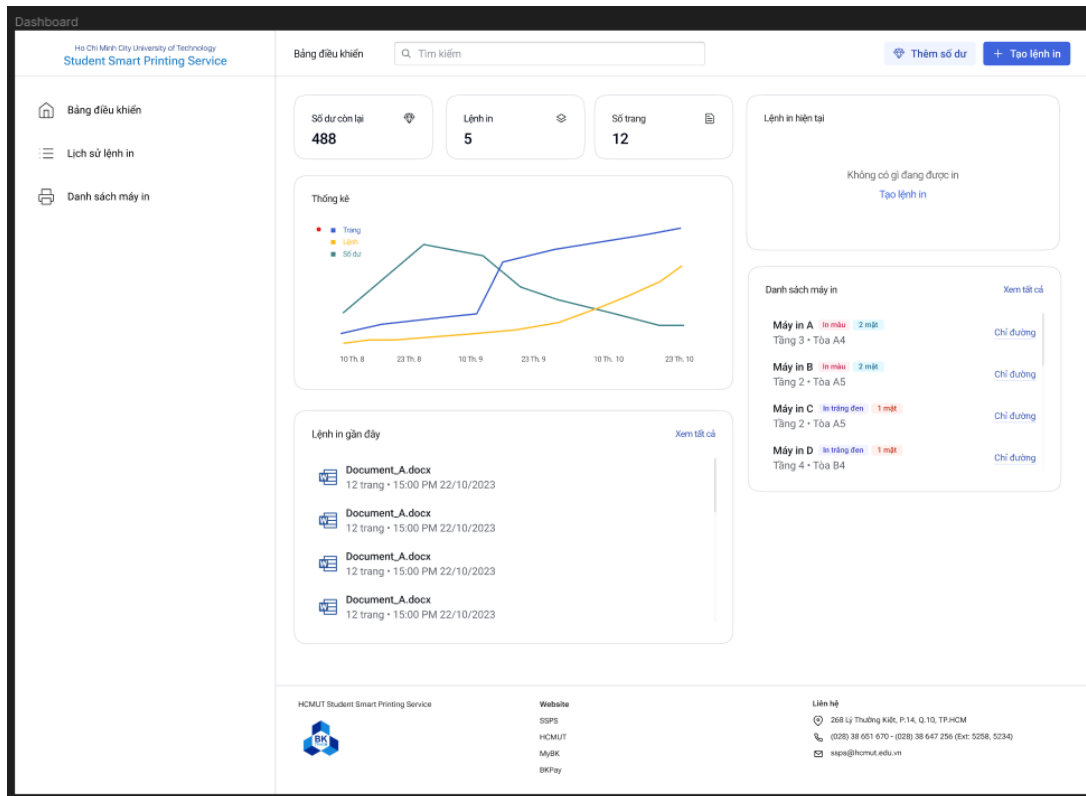 Dashboard
Ho Chi Minh City University of Technology
Student Smart Printing Service
Bảng điều khiển
Lịch sử lệnh in
Danh sách máy in
Bảng điều khiển
Tìm kiếm
Thêm số dư
+ Tạo lệnh in
Số dư còn lại
488
Lệnh in
5
Số trang
12
Thống kê
Trang
Lệnh
Số dư
10 Th. 8
23 Th. 8
10 Th. 9
23 Th. 9
10 Th. 10
23 Th. 10
Lệnh in gần đây
Xem tất cả
Document_A.docx
12 trang • 15:00 PM 22/10/2023
Document_A.docx
12 trang • 15:00 PM 22/10/2023
Document_A.docx
12 trang • 15:00 PM 22/10/2023
Document_A.docx
12 trang • 15:00 PM 22/10/2023
Lệnh in hiện tại
Không có gì đang được in
Tạo lệnh in
Danh sách máy in
Xem tất cả
Máy in A In màu 2 mặt
Tầng 3 • Tòa A4
Chỉ đường
Máy in B In màu 2 mặt
Tầng 2 • Tòa A5
Chỉ đường
Máy in C In trắng đen 1 mặt
Tầng 2 • Tòa A5
Chỉ đường
Máy in D In trắng đen 1 mặt
Tầng 4 • Tòa B4
Chỉ đường
HCMUT Student Smart Printing Service
BK
Website
SSPS
HCMUT
MyBK
BKPay
Liên hệ
268 Lý Thường Kiệt, P.14, Q.10, TP.HCM
(028) 38 651 670 - (028) 38 647 256 (Ext: 5258, 5234)
ssps@hcmut.edu.vn